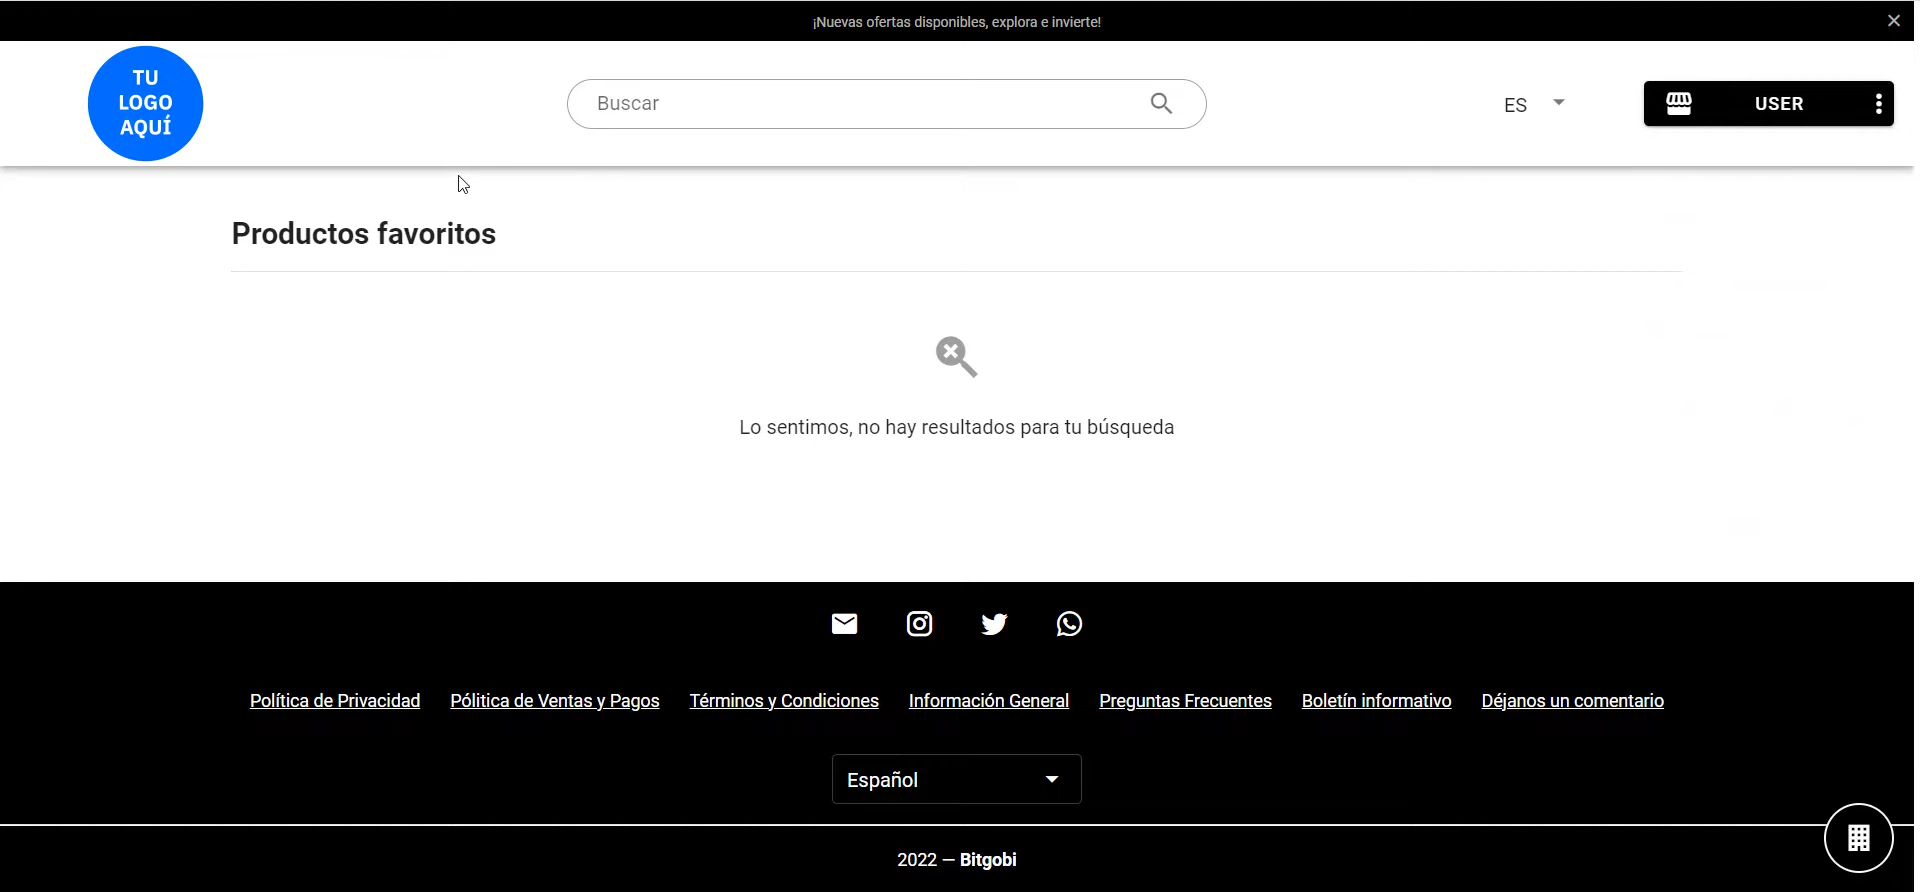 ¡Nuevas ofertas disponibles, explora e invierte!
TU
LOGO
AQUÍ
Buscar
ES
USER
Productos favoritos
Lo sentimos, no hay resultados para tu búsqueda
Política de Privacidad Pólitica de Ventas y Pagos Términos y Condiciones Información General Preguntas Frecuentes Boletín informativo Déjanos un comentario
Español
2022 — Bitgobi